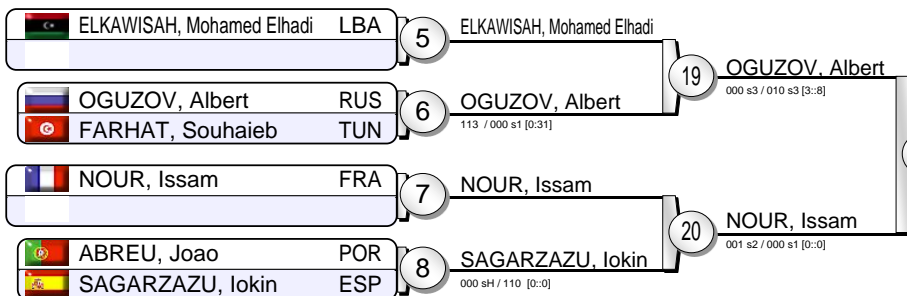 ELKAWISAH, Mohamed Elhadi LBA
5
ELKAWISAH, Mohamed Elhadi
19
OGUZOV, Albert
000 s3 / 010 s3 [3::8]
OGUZOV, Albert RUS
FARHAT, Souhaieb TUN
6
OGUZOV, Albert
113 / 000 s1 [0:31]
NOUR, Issam FRA
7
NOUR, Issam
20
NOUR, Issam
001 s2 / 000 s1 [0::0]
ABREU, Joao POR
SAGARZAZU, Iokin ESP
8
SAGARZAZU, Iokin
000 sH / 110 [0::0]